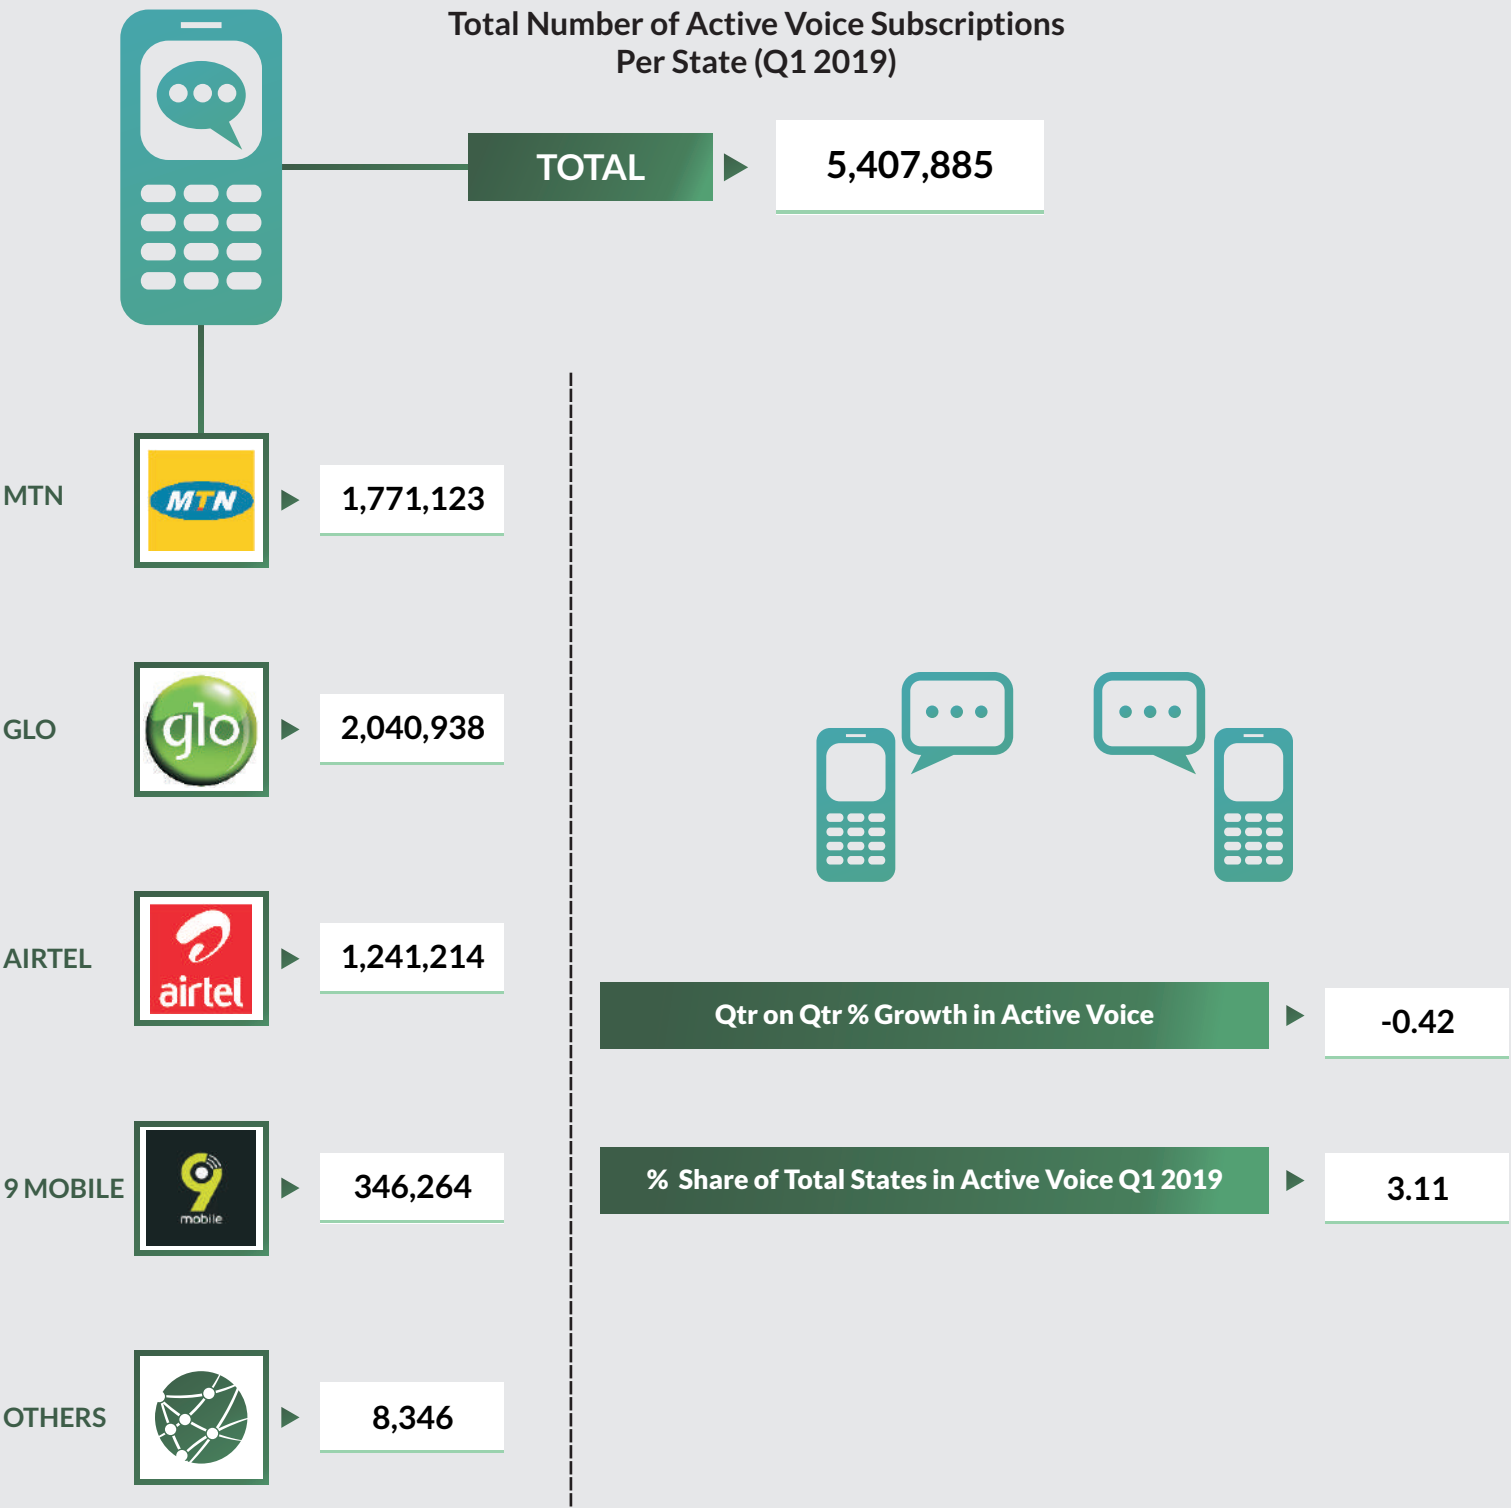 Total Number of Active Voice Subscriptions
Per State (Q1 2019)
TOTAL
5,407,885
MTN
MTN
1,771,123
GLO
glo
2,040,938
AIRTEL
airtel
1,241,214
9 MOBILE
9
mobile
346,264
OTHERS
8,346
Qtr on Qtr % Growth in Active Voice
-0.42
% Share of Total States in Active Voice Q1 2019
3.11